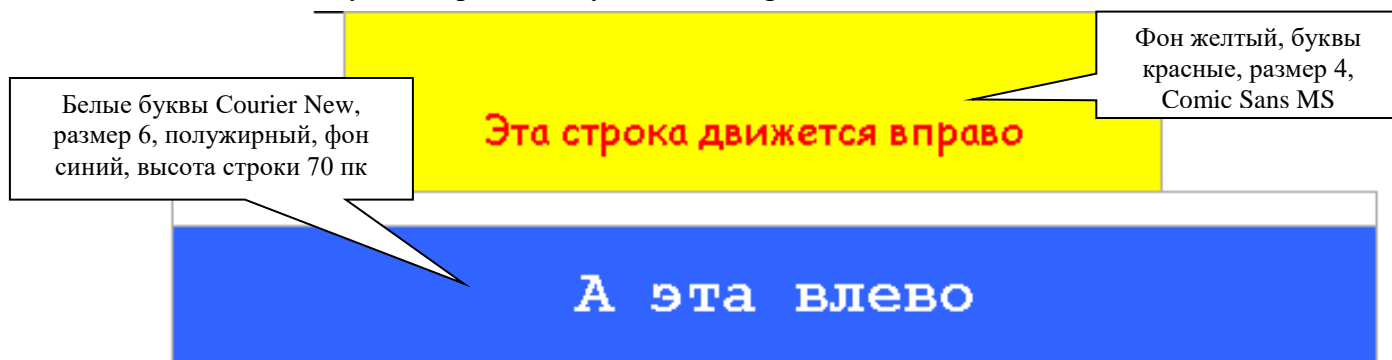 Фон желтый, буквы
красные, размер 4,
Comic Sans MS
Белые буквы Courier New,
размер 6, полужирный, фон
синий, высота строки 70 пк
Эта строка движется вправо
А эта влево